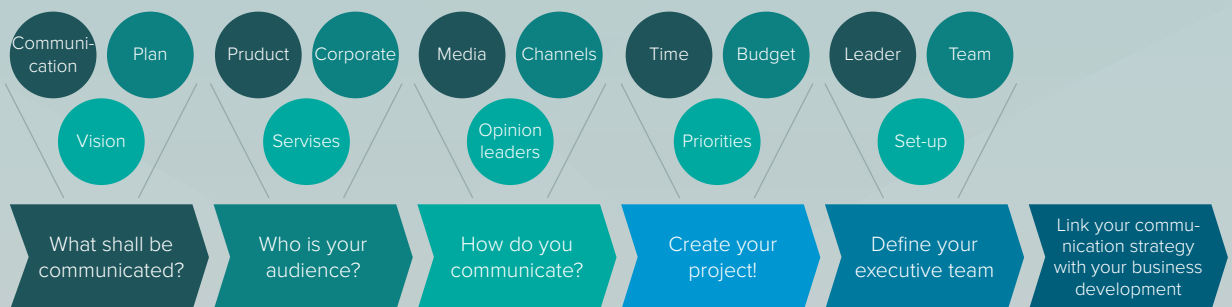 Communi-
cation
Plan
Vision
Pruduct
Corporate
Servises
Media
Channels
Opinion
leaders
Time
Budget
Priorities
Leader
Team
Set-up
What shall be
communicated?
Who is your
audience?
How do you
communicate?
Create your
project!
Define your
executive team
Link your commu-
nication strategy
with your business
development